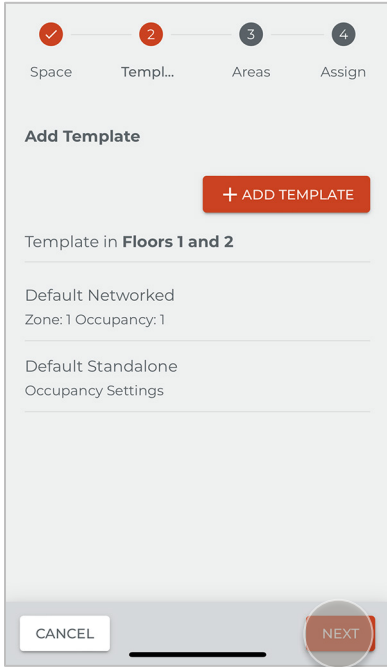 2 3 4
Space Templ... Areas Assign
Add Template
+ ADD TEMPLATE
Template in Floors 1 and 2
Default Networked
Zone: 1 Occupancy: 1
Default Standalone
Occupancy Settings
CANCEL NEXT